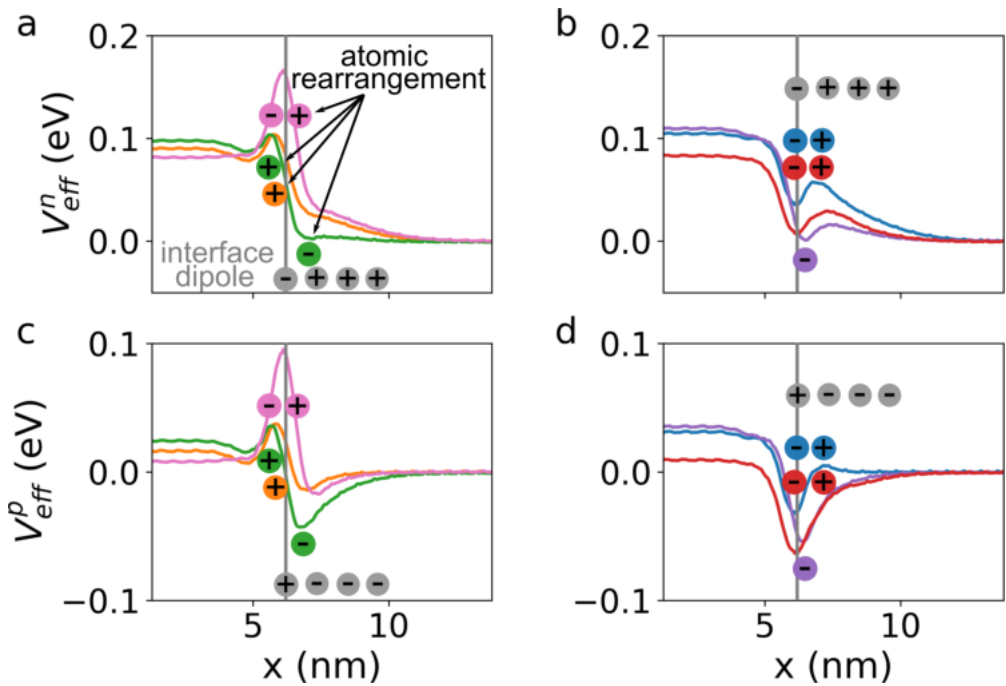 a
0.2
0.1
0.0
V^n_eff (eV)
atomic
rearrangement
- +
+
+
-
interface
dipole
- + + +
b
- + + +
- +
- +
-
c
0.1
0.0
−0.1
V^p_eff (eV)
- +
+
+
-
+ - - -
5
10
x (nm)
d
0.2
0.1
0.0
0.1
0.0
−0.1
+ - - -
- +
- +
-
5
10
x (nm)